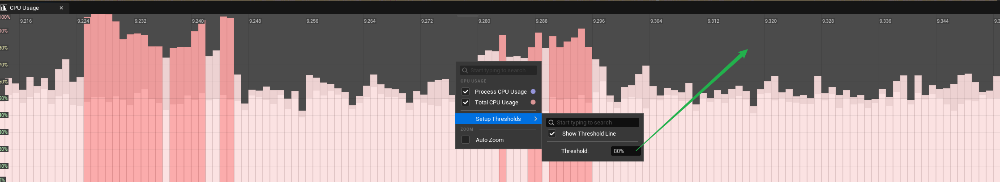 CPU Usage
100% 9,216 9,224 9,232 9,240 9,248 9,256 9,264 9,272 9,280 9,288 9,296 9,304 9,312 9,320 9,328 9,336 9,344 9,3
90%
80%
70%
60%
50%
40%
30%
20%
10%
0%
Start typing to search
CPU USAGE
Process CPU Usage
Total CPU Usage
Setup Thresholds
ZOOM
Auto Zoom
Start typing to search
Show Threshold Line
Threshold: 80%